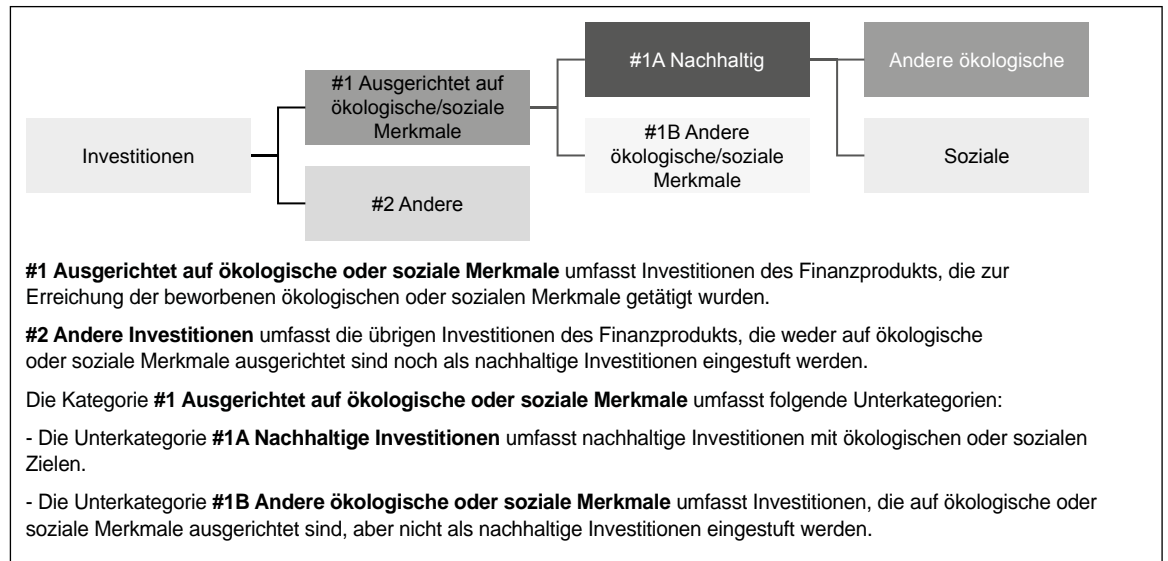 #1A Nachhaltig
Andere ökologische
#1 Ausgerichtet auf
ökologische/soziale
Merkmale
Investitionen
#1B Andere
ökologische/soziale
Merkmale
Soziale
#2 Andere
#1 Ausgerichtet auf ökologische oder soziale Merkmale umfasst Investitionen des Finanzprodukts, die zur
Erreichung der beworbenen ökologischen oder sozialen Merkmale getätigt wurden.
#2 Andere Investitionen umfasst die übrigen Investitionen des Finanzprodukts, die weder auf ökologische
oder soziale Merkmale ausgerichtet sind noch als nachhaltige Investitionen eingestuft werden.
Die Kategorie #1 Ausgerichtet auf ökologische oder soziale Merkmale umfasst folgende Unterkategorien:
- Die Unterkategorie #1A Nachhaltige Investitionen umfasst nachhaltige Investitionen mit ökologischen oder sozialen
Zielen.
- Die Unterkategorie #1B Andere ökologische oder soziale Merkmale umfasst Investitionen, die auf ökologische oder
soziale Merkmale ausgerichtet sind, aber nicht als nachhaltige Investitionen eingestuft werden.